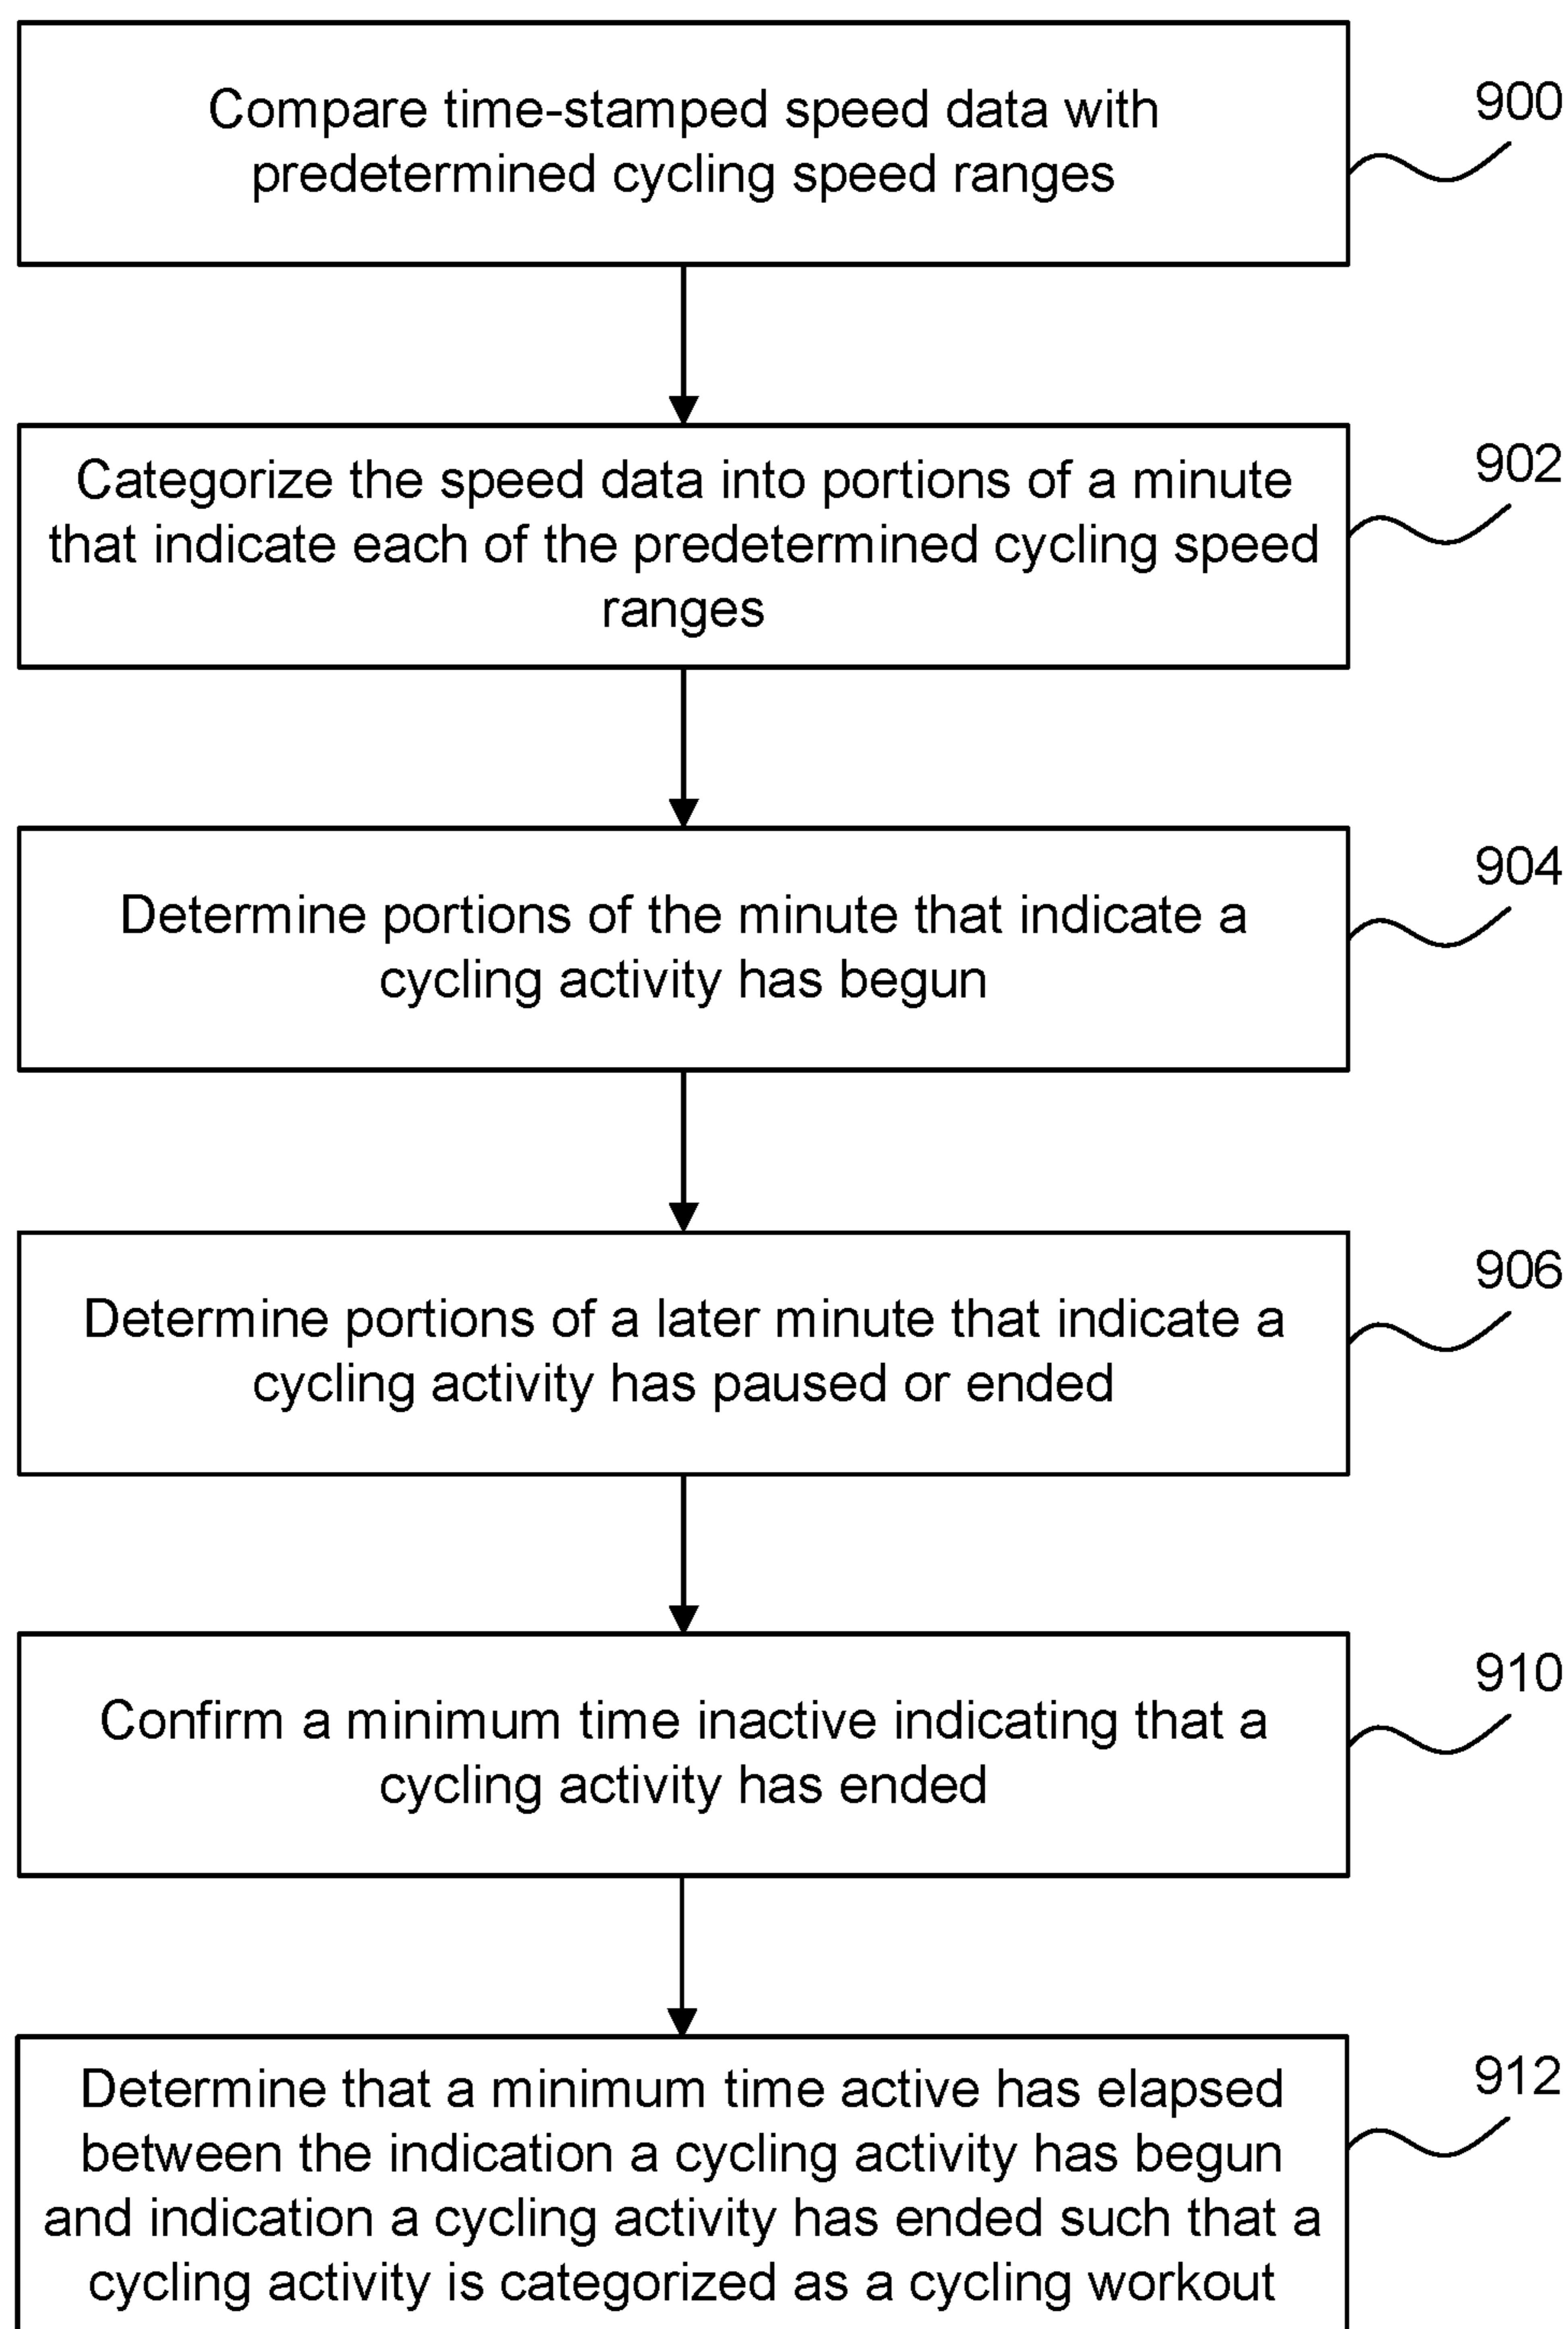 Compare time-stamped speed data with
predetermined cycling speed ranges
900
Categorize the speed data into portions of a minute
that indicate each of the predetermined cycling speed
ranges
902
Determine portions of the minute that indicate a
cycling activity has begun
904
Determine portions of a later minute that indicate a
cycling activity has paused or ended
906
Confirm a minimum time inactive indicating that a
cycling activity has ended
910
Determine that a minimum time active has elapsed
between the indication a cycling activity has begun
and indication a cycling activity has ended such that a
cycling activity is categorized as a cycling workout
912